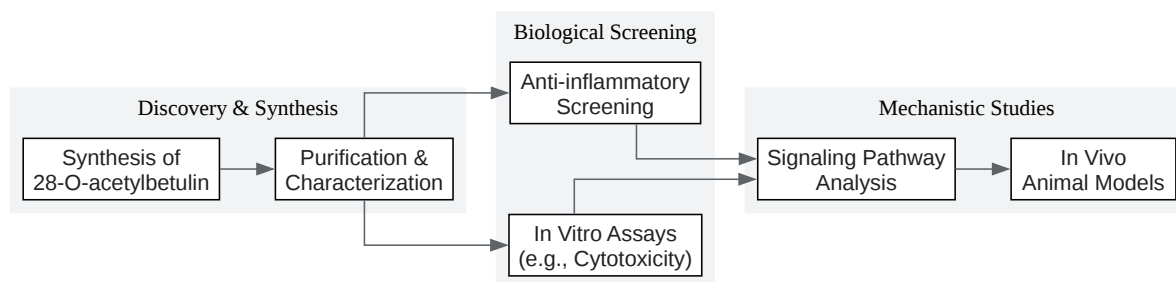 Discovery & Synthesis
Synthesis of
28-O-acetylbetulin
Purification &
Characterization
Biological Screening
Anti-inflammatory
Screening
In Vitro Assays
(e.g., Cytotoxicity)
Mechanistic Studies
Signaling Pathway
Analysis
In Vivo
Animal Models